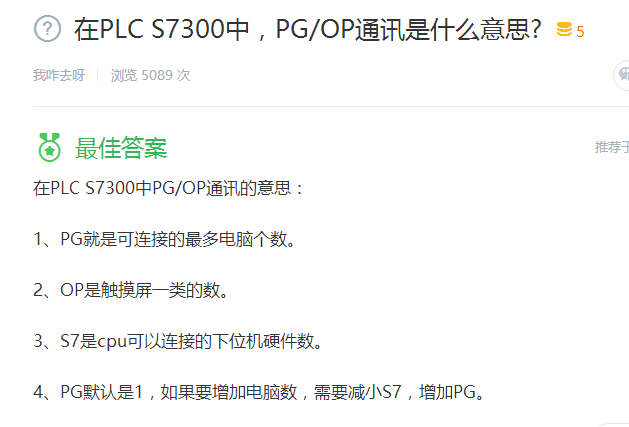 在PLC S7300中，PG/OP通讯是什么意思? 5
我咋去呀 浏览 5089 次
最佳答案 推荐于
在PLC S7300中PG/OP通讯的意思：
1、PG就是可连接的最多电脑个数。
2、OP是触摸屏一类的数。
3、S7是cpu可以连接的下位机硬件数。
4、PG默认是1，如果要增加电脑数，需要减小S7，增加PG。